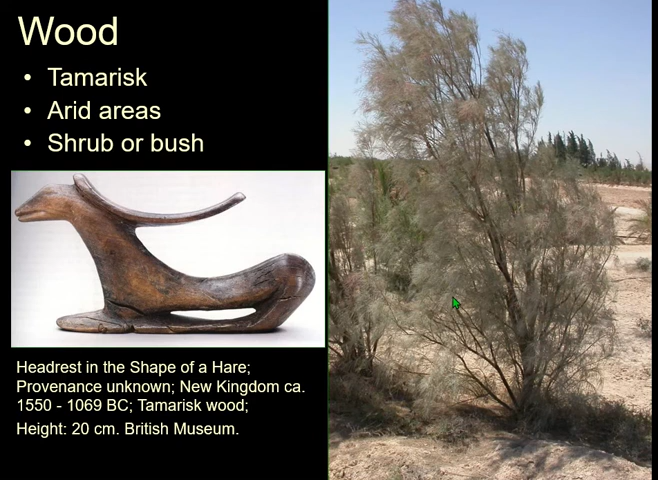 Wood
• Tamarisk
• Arid areas
• Shrub or bush
Headrest in the Shape of a Hare;
Provenance unknown; New Kingdom ca.
1550 - 1069 BC; Tamarisk wood;
Height: 20 cm. British Museum.